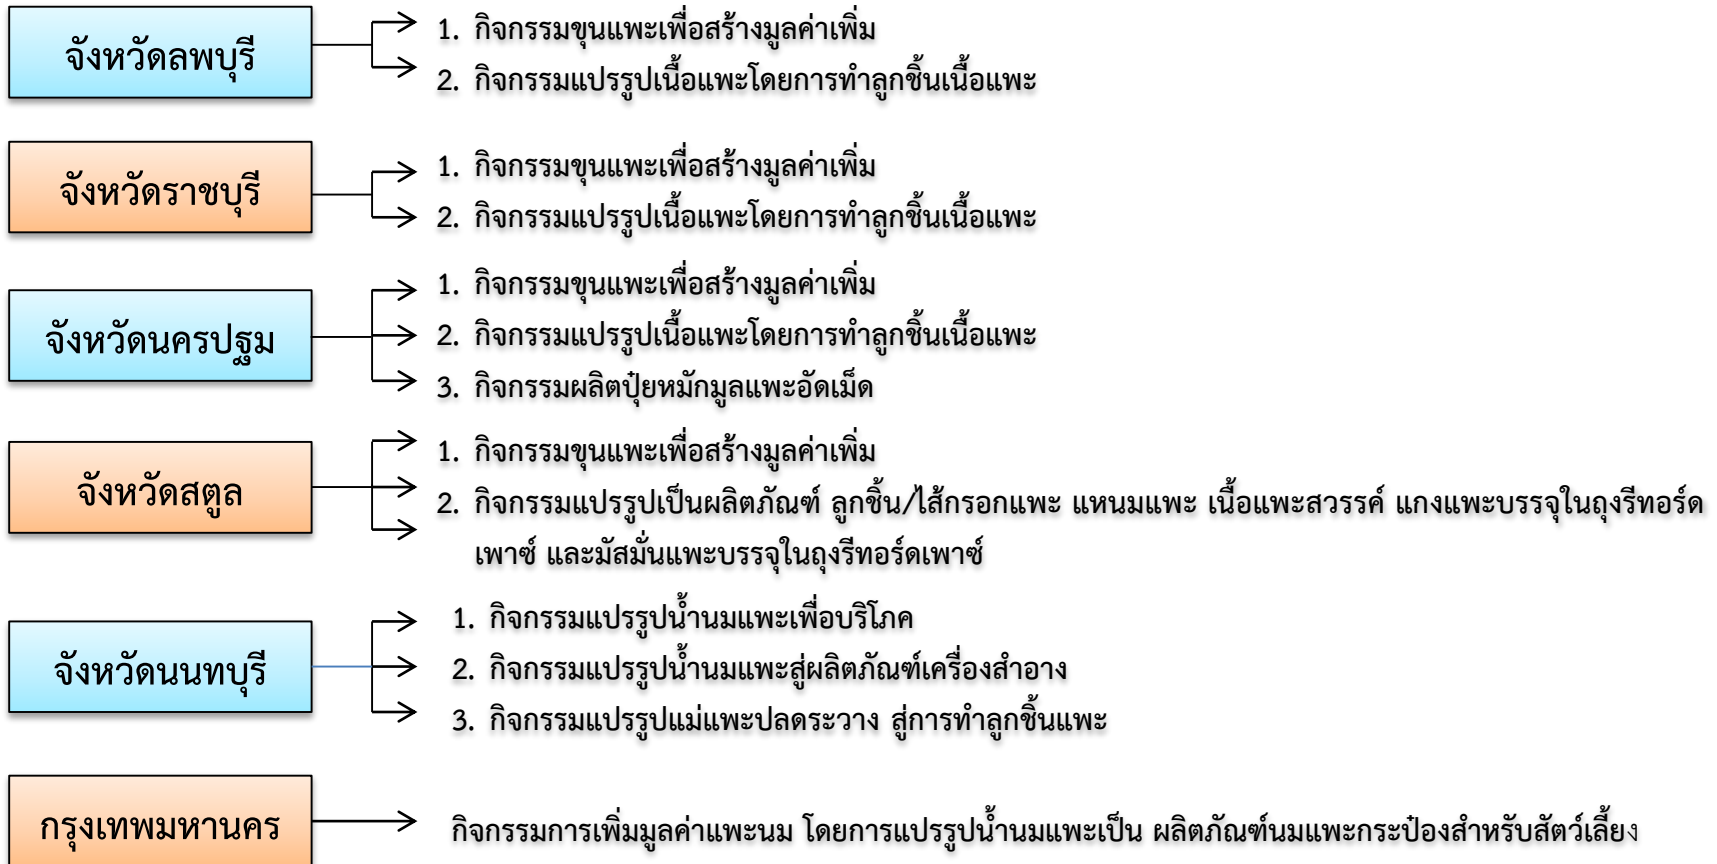 จังหวัดลพบุรี
1. กิจกรรมขุนแพะเพื่อสร้างมูลค่าเพิ่ม
2. กิจกรรมแปรรูปเนื้อแพะโดยการทำลูกชิ้นเนื้อแพะ
จังหวัดราชบุรี
1. กิจกรรมขุนแพะเพื่อสร้างมูลค่าเพิ่ม
2. กิจกรรมแปรรูปเนื้อแพะโดยการทำลูกชิ้นเนื้อแพะ
จังหวัดนครปฐม
1. กิจกรรมขุนแพะเพื่อสร้างมูลค่าเพิ่ม
2. กิจกรรมแปรรูปเนื้อแพะโดยการทำลูกชิ้นเนื้อแพะ
3. กิจกรรมผลิตปุ๋ยหมักมูลแพะอัดเม็ด
จังหวัดสตูล
1. กิจกรรมขุนแพะเพื่อสร้างมูลค่าเพิ่ม
2. กิจกรรมแปรรูปเป็นผลิตภัณฑ์ ลูกชิ้น/ไส้กรอกแพะ แหนมแพะ เนื้อแพะสวรรค์ แกงแพะบรรจุในถุงรีทอร์ด
เพาซ์ และมัสมั่นแพะบรรจุในถุงรีทอร์ดเพาซ์
จังหวัดนนทบุรี
1. กิจกรรมแปรรูปน้ำนมแพะเพื่อบริโภค
2. กิจกรรมแปรรูปน้ำนมแพะสู่ผลิตภัณฑ์เครื่องสำอาง
3. กิจกรรมแปรรูปแม่แพะปลดระวาง สู่การทำลูกชิ้นแพะ
กรุงเทพมหานคร
กิจกรรมการเพิ่มมูลค่าแพะนม โดยการแปรรูปน้ำนมแพะเป็น ผลิตภัณฑ์นมแพะกระป๋องสำหรับสัตว์เลี้ยง